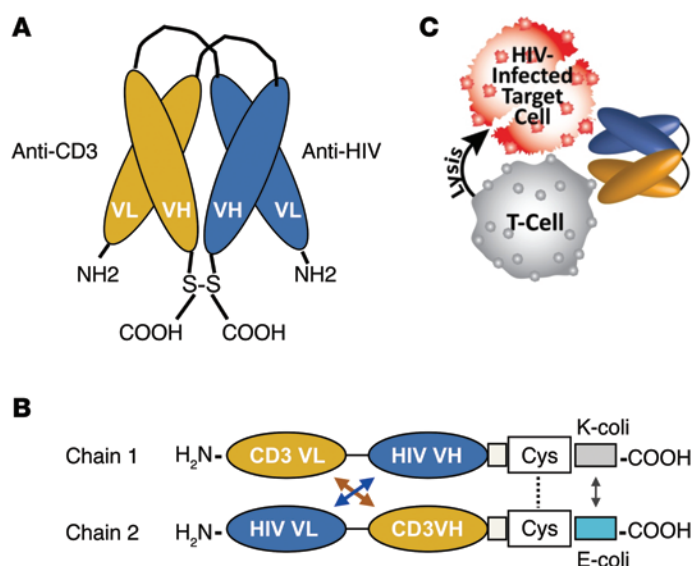 A
Anti-CD3
Anti-HIV
VL
VH
VH
VL
NH2
NH2
S-S
COOH
COOH
C
HIV-
Infected
Target
Cell
Lysis
T-Cell
B
K-coli
Chain 1
H₂N-
CD3 VL
HIV VH
Cys
-COOH
Chain 2
H₂N-
HIV VL
CD3VH
Cys
-COOH
E-coli